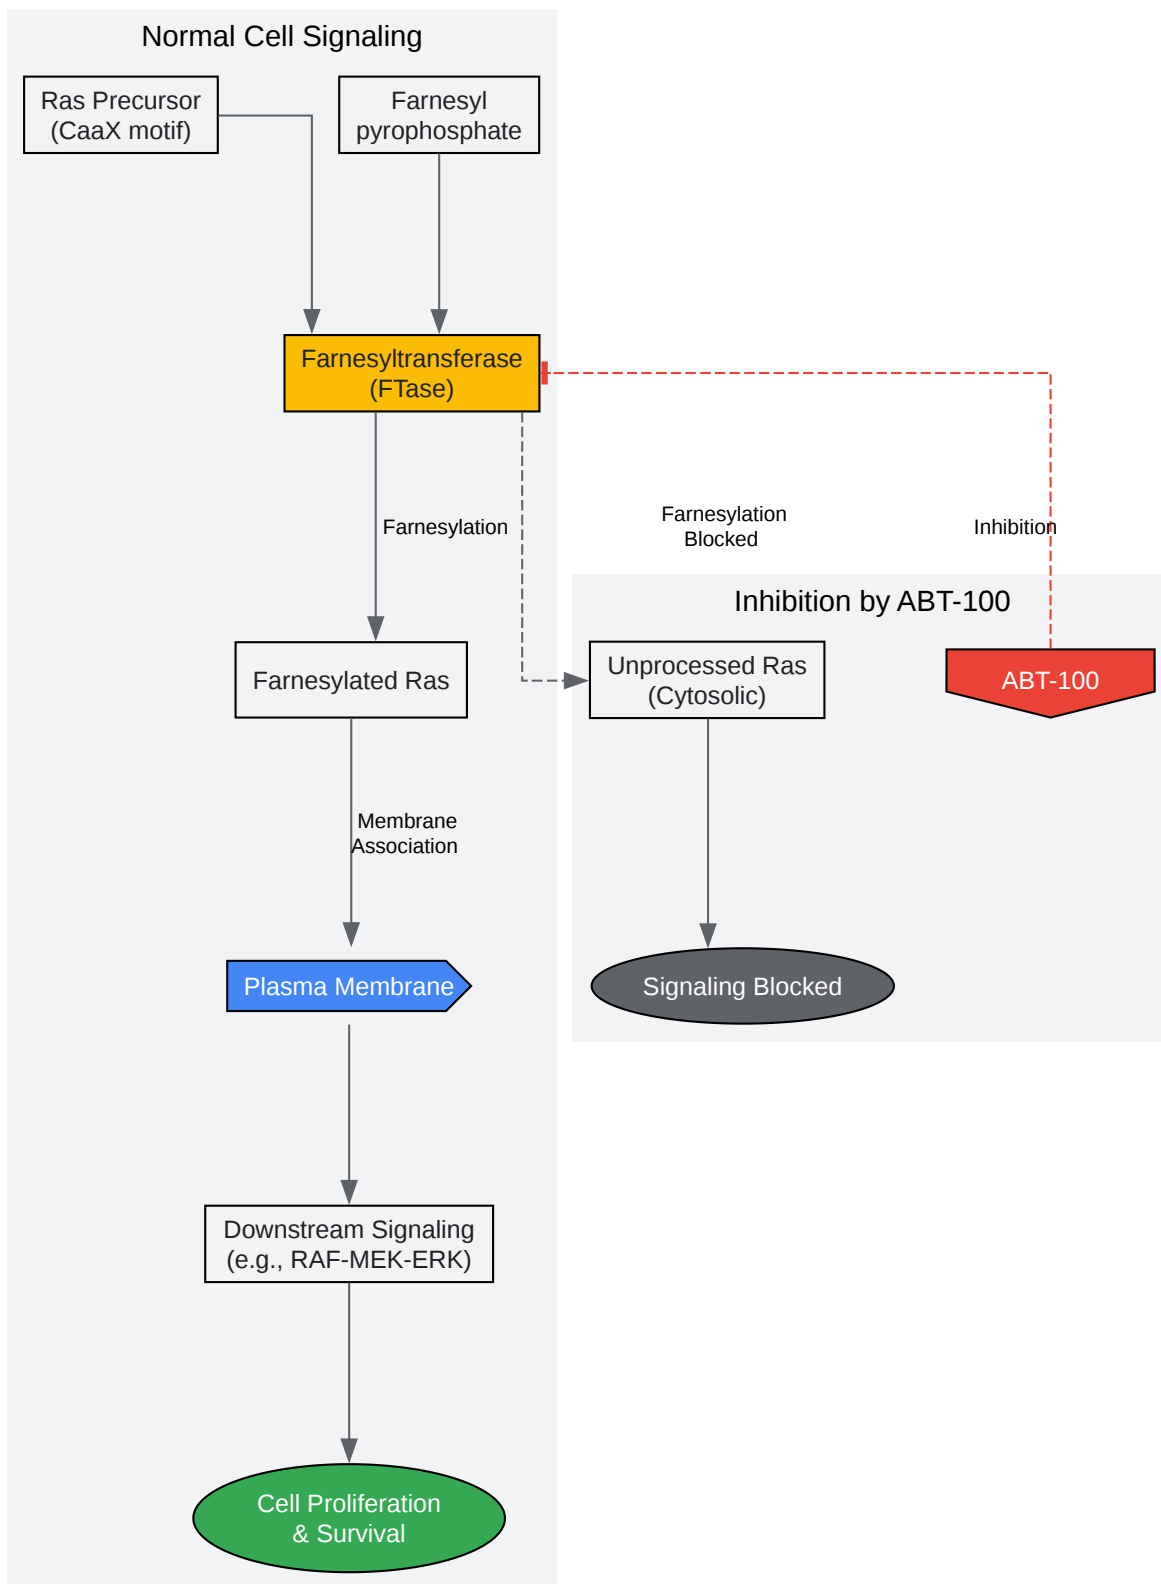 Normal Cell Signaling
Ras Precursor
(CaaX motif)
Farnesyl
pyrophosphate
Farnesyltransferase
(FTase)
Farnesylation
Farnesylation
Blocked
Inhibition
Inhibition by ABT-100
Farnesylated Ras
Unprocessed Ras
(Cytosolic)
ABT-100
Membrane
Association
Plasma Membrane
Signaling Blocked
Downstream Signaling
(e.g., RAF-MEK-ERK)
Cell Proliferation
& Survival